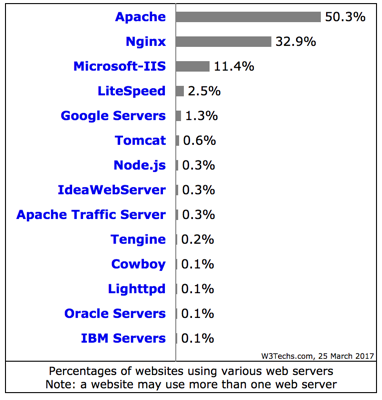 Apache 50.3%
Nginx 32.9%
Microsoft-IIS 11.4%
LiteSpeed 2.5%
Google Servers 1.3%
Tomcat 0.6%
Node.js 0.3%
IdeaWebServer 0.3%
Apache Traffic Server 0.3%
Tengine 0.2%
Cowboy 0.1%
Lighttpd 0.1%
Oracle Servers 0.1%
IBM Servers 0.1%
W3Techs.com, 25 March 2017
Percentages of websites using various web servers
Note: a website may use more than one web server